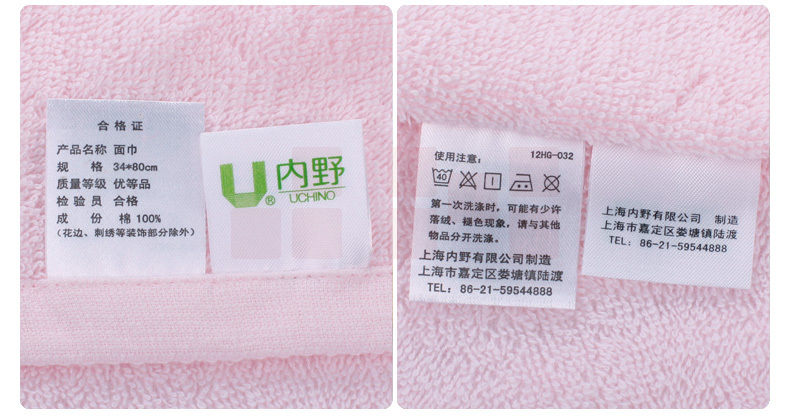 合格证
产品名称 面巾
规 格 34*80cm
质量等级 优等品
检 验 员 合格
成 份 棉 100%
(花边、刺绣等装饰部分除外)
U® 内野
UCHINO
使用注意: 12HG-032
40
第一次洗涤时,可能有少许
落绒、褪色现象,请与其他
物品分开洗涤。
上海内野有限公司制造
上海市嘉定区娄塘镇陆渡
TEL: 86-21-59544888
上海内野有限公司 制造
上海市嘉定区娄塘镇陆渡
TEL: 86-21-59544888